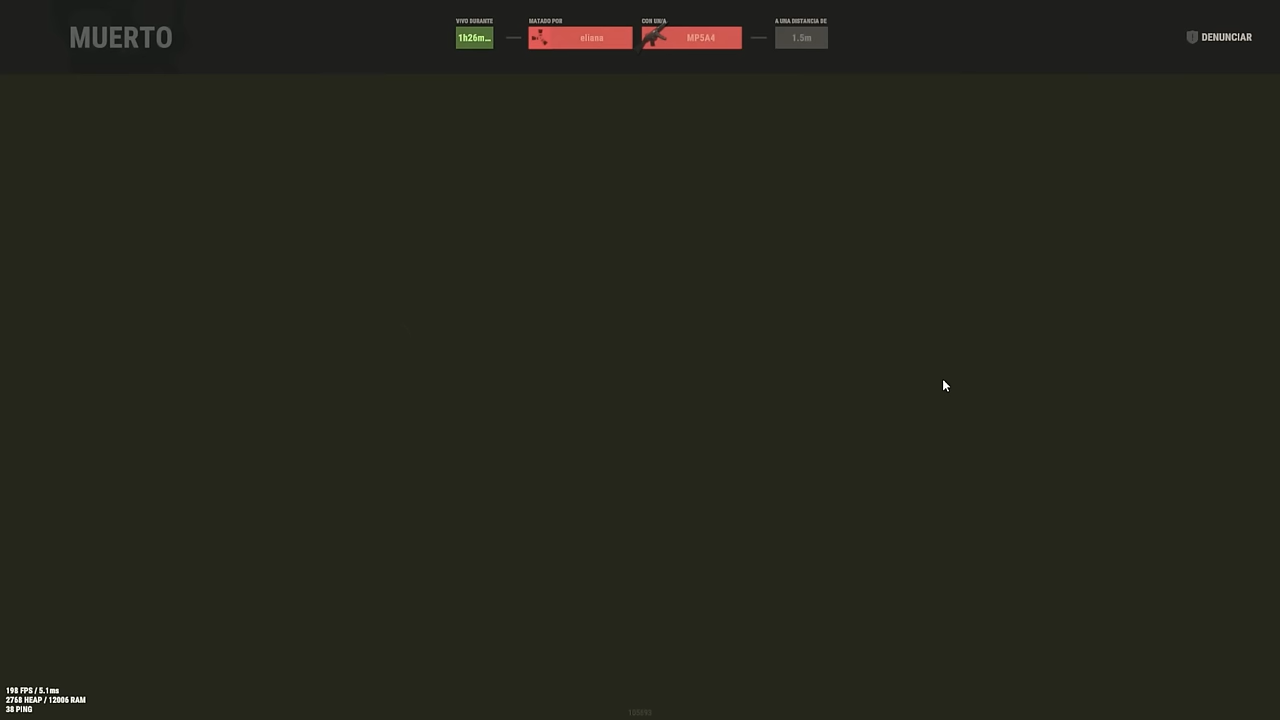 MUERTO
VIVO DURANTE
1h26m...
MATADO POR
eliana
CON UN/A
MP5A4
A UNA DISTANCIA DE
1.5m
DENUNCIAR
198 FPS / 5.1ms
2768 HEAP / 12006 RAM
38 PING